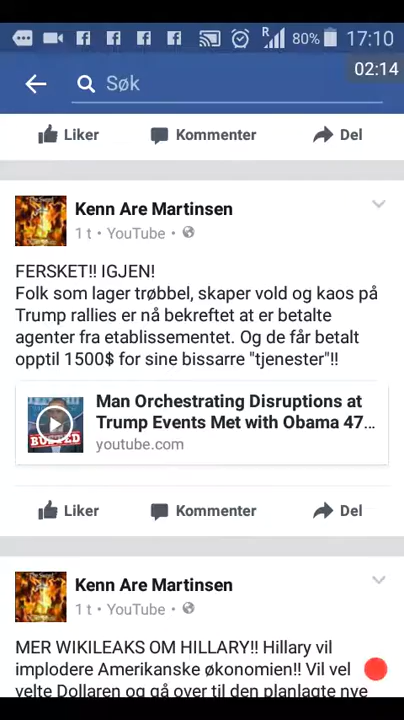 R 80% 17:10
02:14
Søk
Liker Kommenter Del
Kenn Are Martinsen
1 t • YouTube •
FERSKET!! IGJEN!
Folk som lager trøbbel, skaper vold og kaos på
Trump rallies er nå bekreftet at er betalte
agenter fra etablissementet. Og de får betalt
opptil 1500$ for sine bissarre "tjenester"!!
Man Orchestrating Disruptions at
Trump Events Met with Obama 47...
youtube.com
BUSTED
Liker Kommenter Del
Kenn Are Martinsen
1 t • YouTube •
MER WIKILEAKS OM HILLARY!! Hillary vil
implodere Amerikanske økonomien!! Vil vel
velte Dollaren og gå over til den planlagte nye